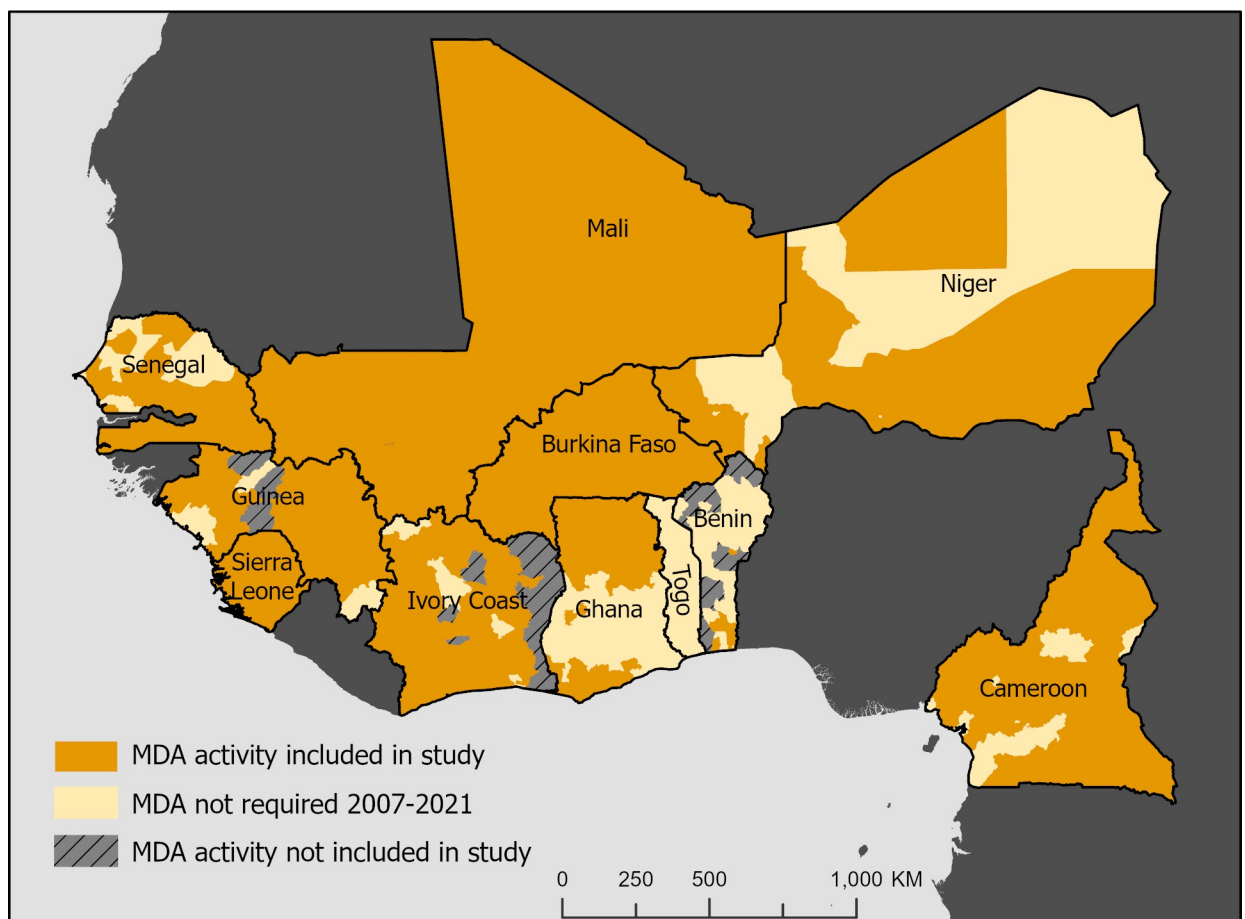 Mali
Niger
Senegal
Burkina Faso
Guinea
Benin
Sierra
Leone
Ivory Coast
Ghana
Togo
Cameroon
MDA activity included in study
MDA not required 2007-2021
MDA activity not included in study
0 250 500 1,000 KM